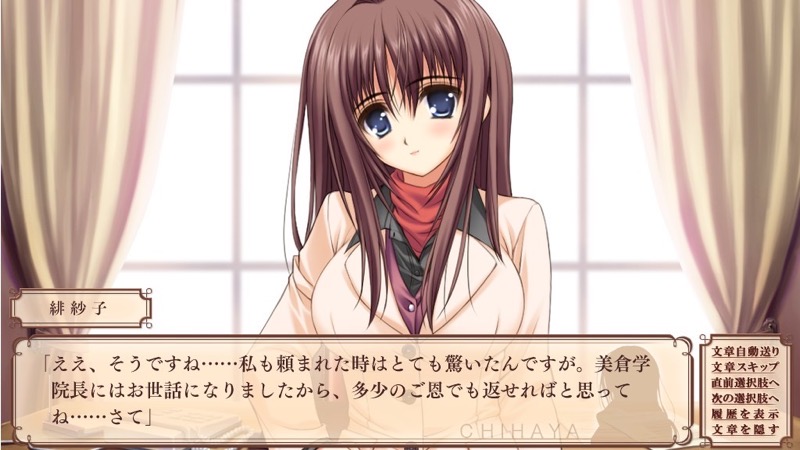 緋紗子
「ええ、そうですね……私も頼まれた時はとても驚いたんですが。美倉学
院長にはお世話になりましたから、多少のご恩でも返せればと思って
ね……さて」
CHIHAYA
文章自動送り
文章スキップ
直前選択肢へ
次の選択肢へ
履歴を表示
文章を隠す